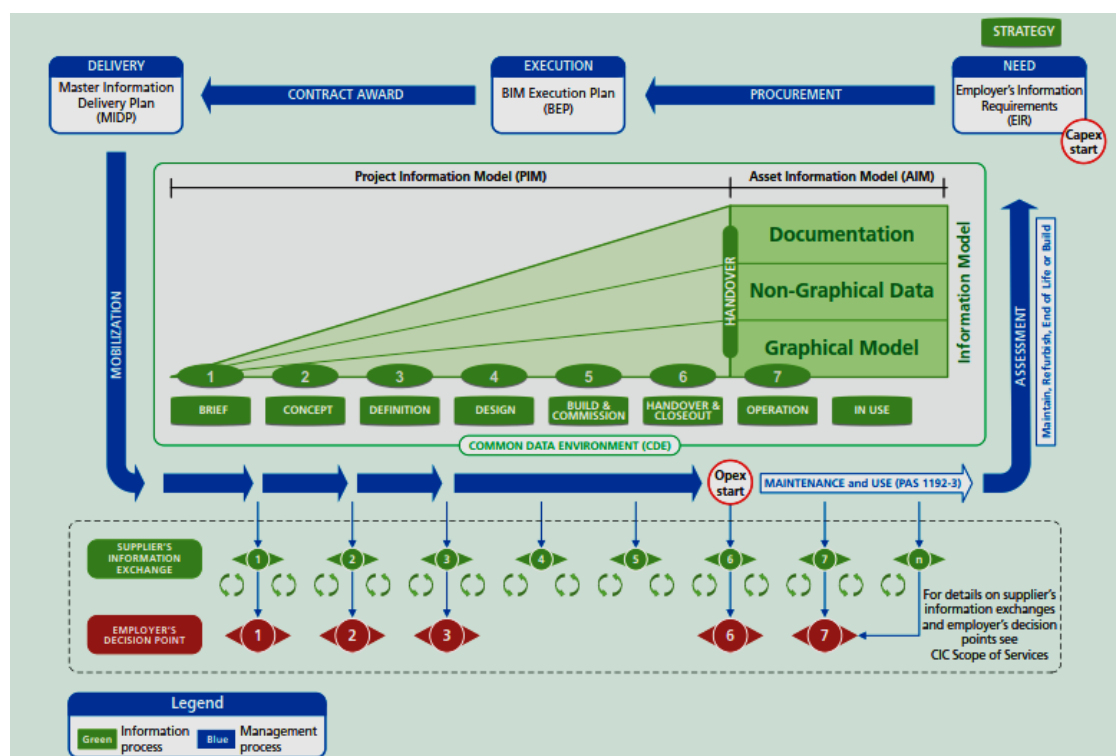 STRATEGY
DELIVERY
Master Information
Delivery Plan
(MIDP)
CONTRACT AWARD
EXECUTION
BIM Execution Plan
(BEP)
PROCUREMENT
NEED
Employer's Information
Requirements
(EIR)
Capex
start
Project Information Model (PIM)
Asset Information Model (AIM)
MOBILIZATION
HANDOVER
Documentation
Non-Graphical Data
Graphical Model
Information Model
ASSESSMENT
Maintain, Refurbish, End of Life or Build
1 2 3 4 5 6 7
BRIEF
CONCEPT
DEFINITION
DESIGN
BUILD &
COMMISSION
HANDOVER &
CLOSEOUT
OPERATION
IN USE
COMMON DATA ENVIRONMENT (CDE)
Opex
start
MAINTENANCE and USE (PAS 1192-3)
SUPPLIER'S
INFORMATION
EXCHANGE
1 2 3 4 5 6 7 n
EMPLOYER'S
DECISION POINT
1 2 3 6 7
For details on supplier's
information exchanges
and employer's decision
points see
CIC Scope of Services
Legend
Green Information
process
Blue Management
process